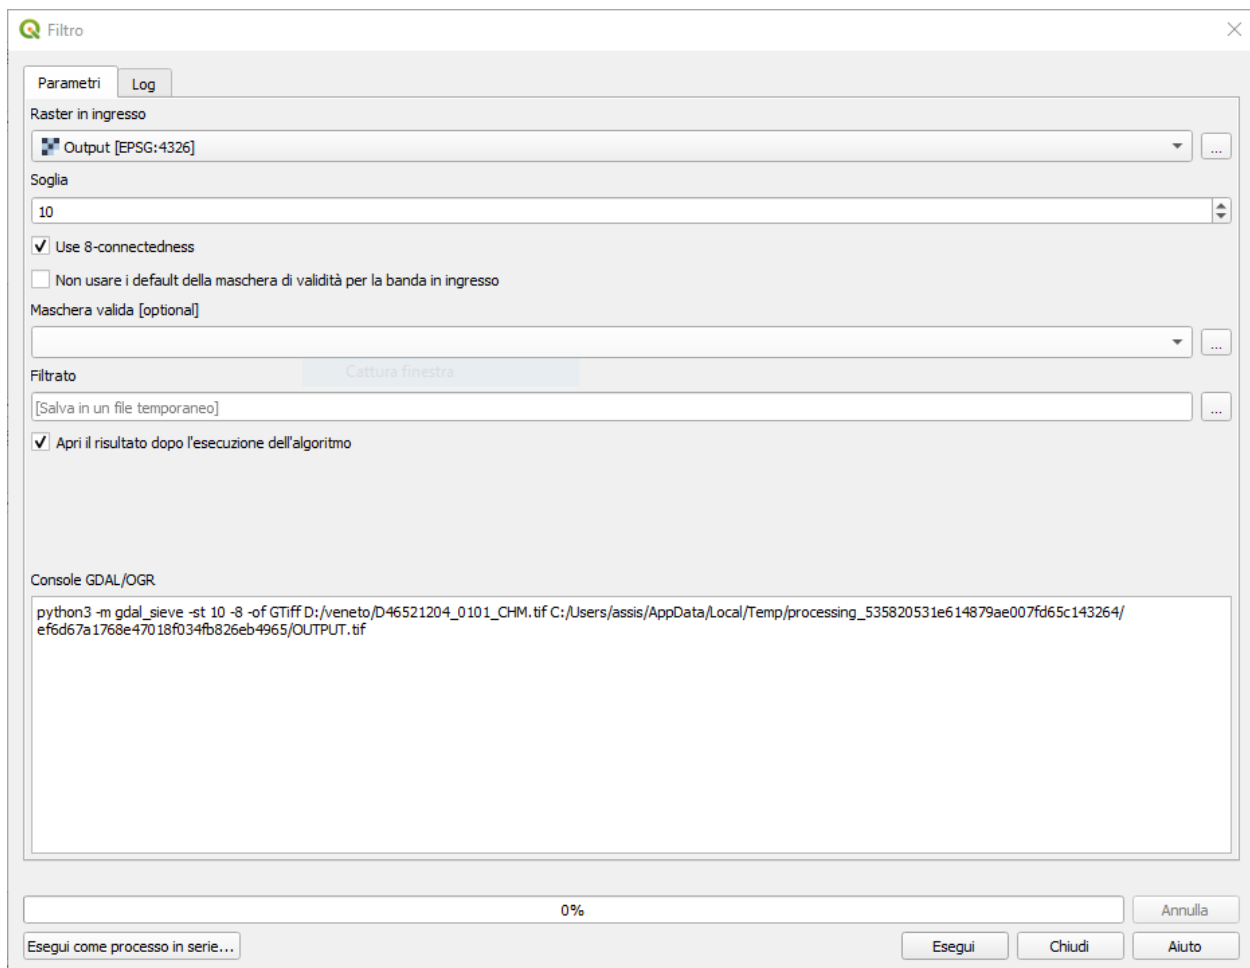 Filtro
Parametri
Log
Raster in ingresso
Output [EPSG:4326]
...
Soglia
10
Use 8-connectedness
Non usare i default della maschera di validità per la banda in ingresso
Maschera valida [optional]
...
Cattura finestra
Filtrato
[Salva in un file temporaneo]
...
Apri il risultato dopo l'esecuzione dell'algoritmo
Console GDAL/OGR
python3 -m gdal_sieve -st 10 -8 -of GTiff D:/veneto/D46521204_0101_CHM.tif C:/Users/assis/AppData/Local/Temp/processing_535820531e614879ae007fd65c143264/
ef6d67a1768e47018f034fb826eb4965/OUTPUT.tif
0%
Annulla
Esegui come processo in serie...
Esegui
Chiudi
Aiuto